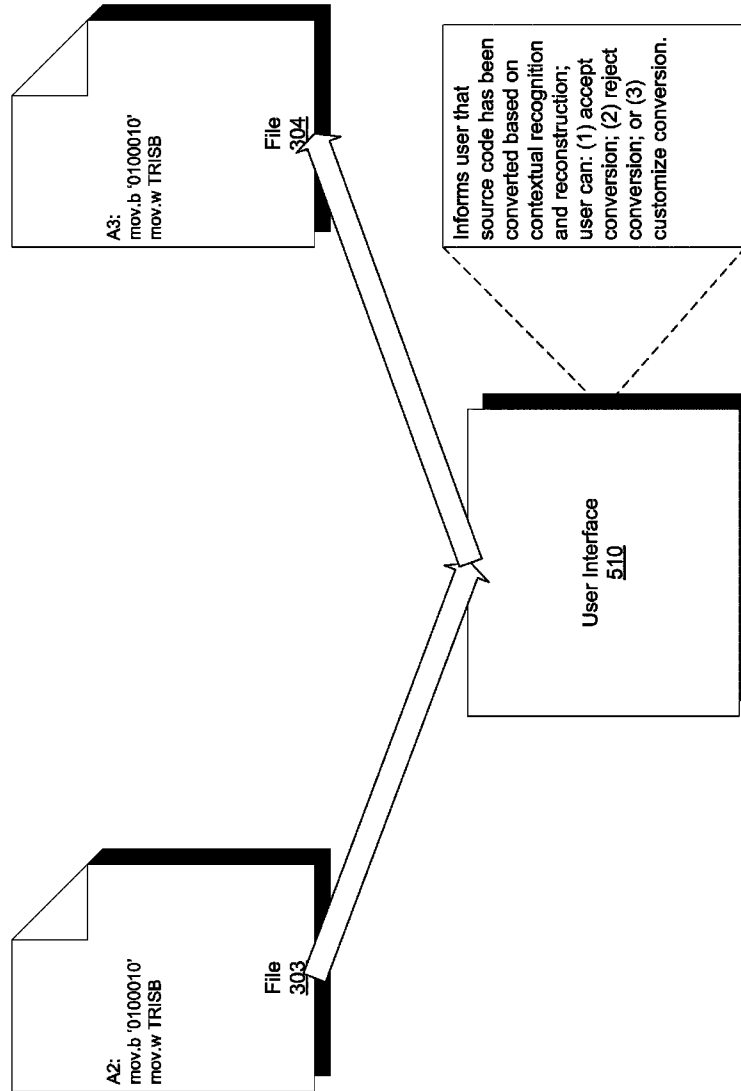 A2:
mov.b '0100010'
mov.w TRISB
File
303
A3:
mov.b '0100010'
mov.w TRISB
File
304
User Interface
510
Informs user that
source code has been
converted based on
contextual recognition
and reconstruction;
user can: (1) accept
conversion; (2) reject
conversion; or (3)
customize conversion.